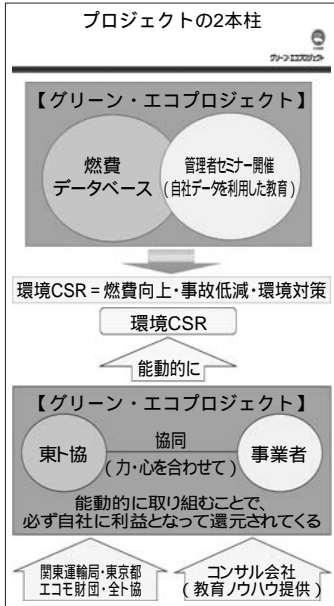 プロジェクトの2本柱
グリーン・エコプロジェクト
【グリーン・エコプロジェクト】
燃費
データベース
管理者セミナー開催
(自社データを利用した教育)
環境CSR=燃費向上・事故低減・環境対策
環境CSR
能動的に
【グリーン・エコプロジェクト】
東ト協
協同
(力・心を合わせて)
事業者
能動的に取り組むことで、
必ず自社に利益となって還元されてくる
関東運輸局・東京都
エコモ財団・全ト協
コンサル会社
(教育ノウハウ提供)